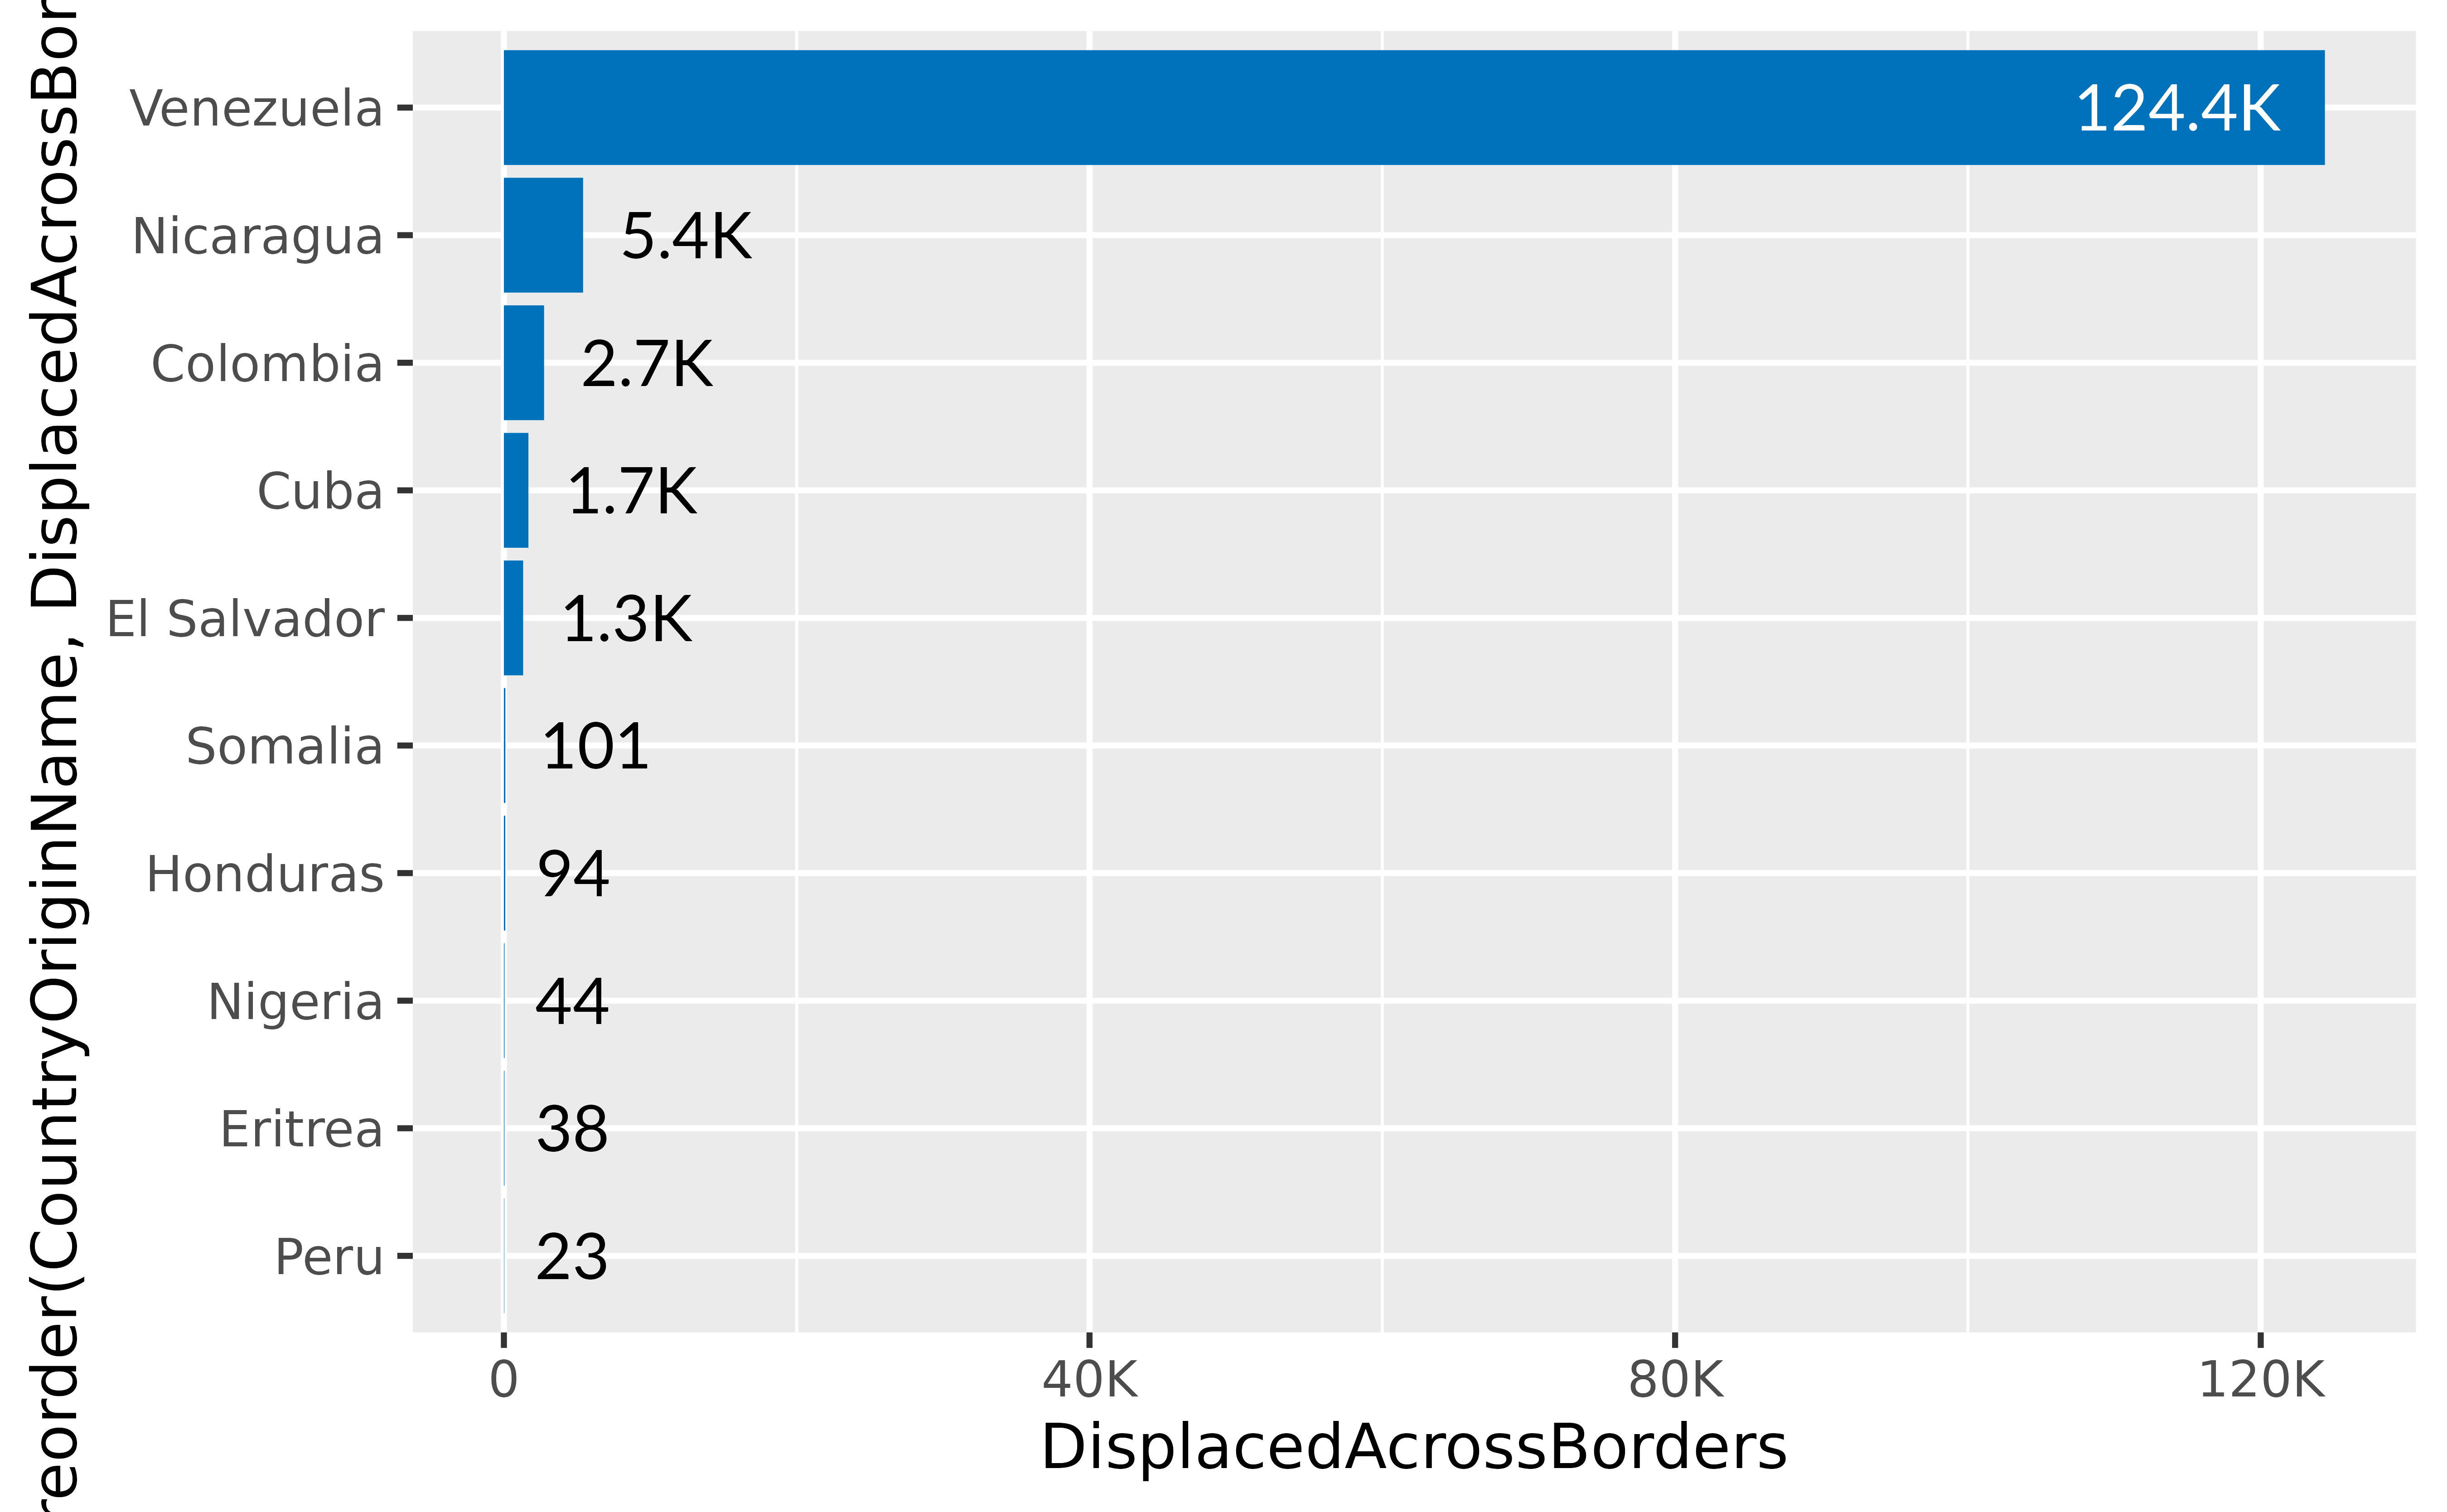 reorder(CountryOriginName, DisplacedAcrossBor
Venezuela 124.4K
Nicaragua 5.4K
Colombia 2.7K
Cuba 1.7K
El Salvador 1.3K
Somalia 101
Honduras 94
Nigeria 44
Eritrea 38
Peru 23
0 40K 80K 120K
DisplacedAcrossBorders